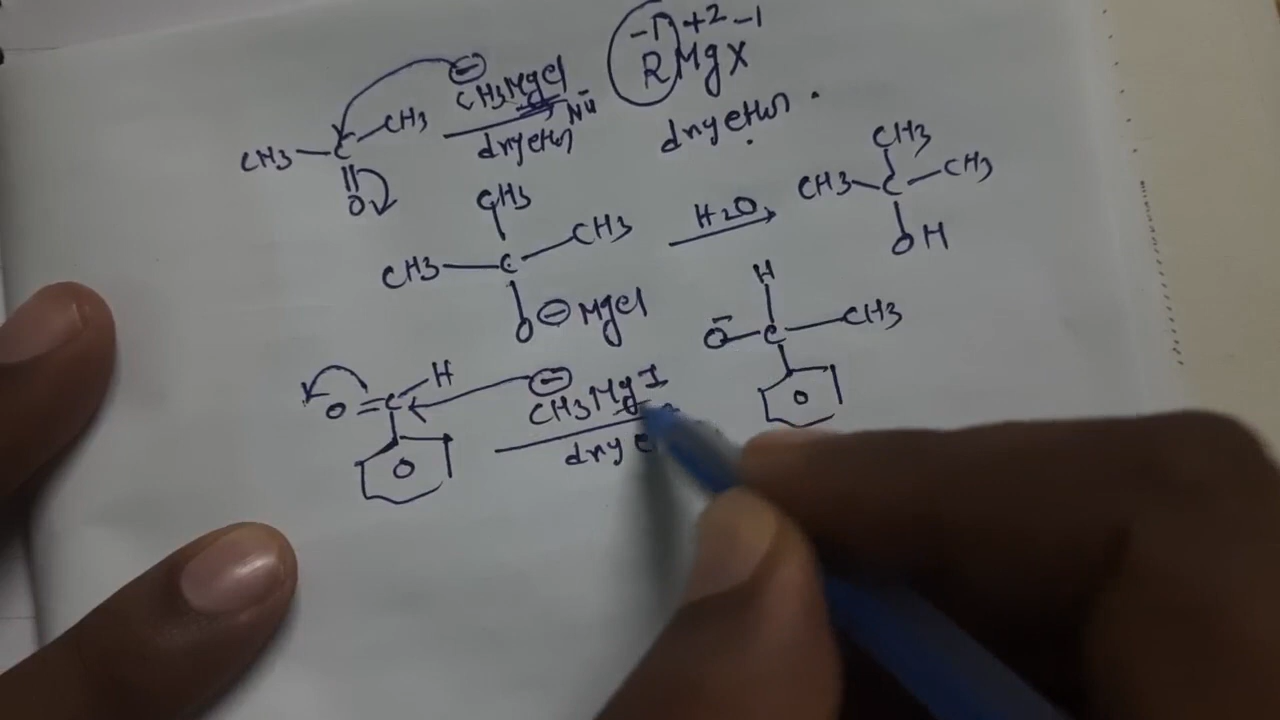 -1 +2 -1
RMgX
dry ether
CH3MgCl
Nu
dry ether
CH3 C CH3
O
CH3
CH3 C CH3
O⊖MgCl
H2O
CH3
CH3 C CH3
OH
H
O=C
⊖
CH3MgI
dry e
H
O- C CH3